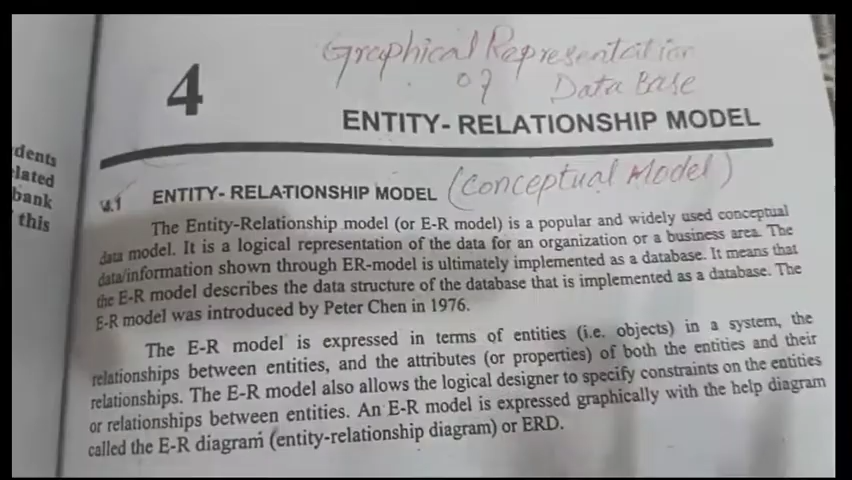 Graphical Representation
of Data Base
4
ENTITY- RELATIONSHIP MODEL
dents
lated
bank
this
4.1 ENTITY- RELATIONSHIP MODEL (Conceptual Model)
The Entity-Relationship model (or E-R model) is a popular and widely used conceptual
data model. It is a logical representation of the data for an organization or a business area. The
data/information shown through ER-model is ultimately implemented as a database. It means that
the E-R model describes the data structure of the database that is implemented as a database. The
E-R model was introduced by Peter Chen in 1976.
The E-R model is expressed in terms of entities (i.e. objects) in a system, the
relationships between entities, and the attributes (or properties) of both the entities and their
relationships. The E-R model also allows the logical designer to specify constraints on the entities
or relationships between entities. An E-R model is expressed graphically with the help diagram
called the E-R diagram (entity-relationship diagram) or ERD.